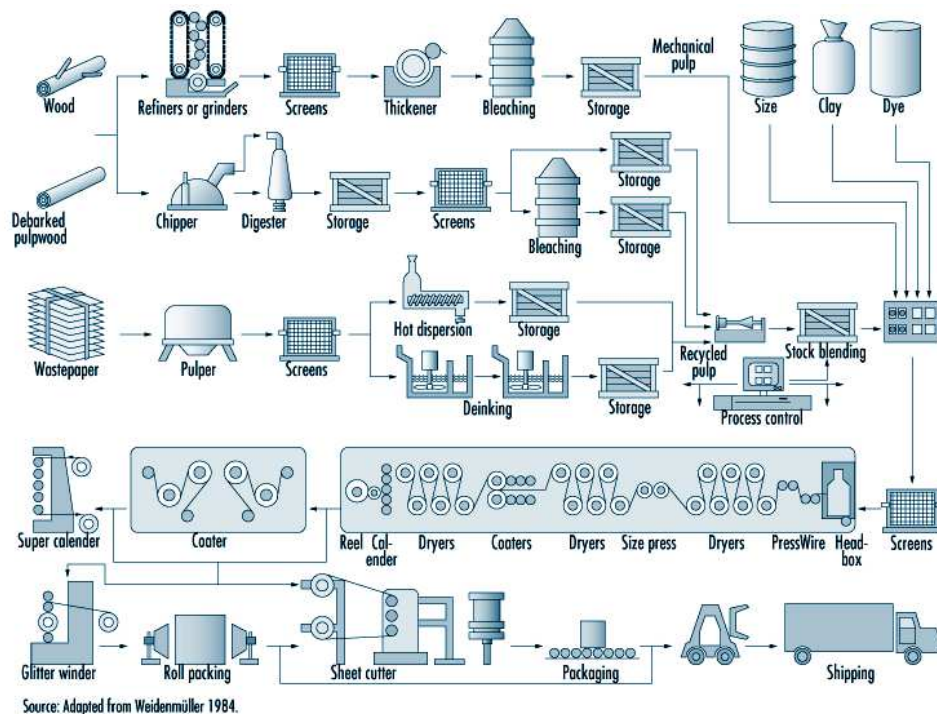 Mechanical
pulp
Wood
Refiners or grinders
Screens
Thickener
Bleaching
Storage
Size
Clay
Dye
Debarked
pulpwood
Chipper
Digester
Storage
Screens
Bleaching
Storage
Storage
Wastepaper
Pulper
Screens
Hot dispersion
Storage
Deinking
Storage
Recycled
pulp
Stock blending
Process control
Super calender
Coater
Reel
Cal-
ender
Dryers
Coaters
Dryers
Size press
Dryers
Press
Wire
Head-
box
Screens
Glitter winder
Roll packing
Sheet cutter
Packaging
Shipping
Source: Adapted from Weidenmüller 1984.